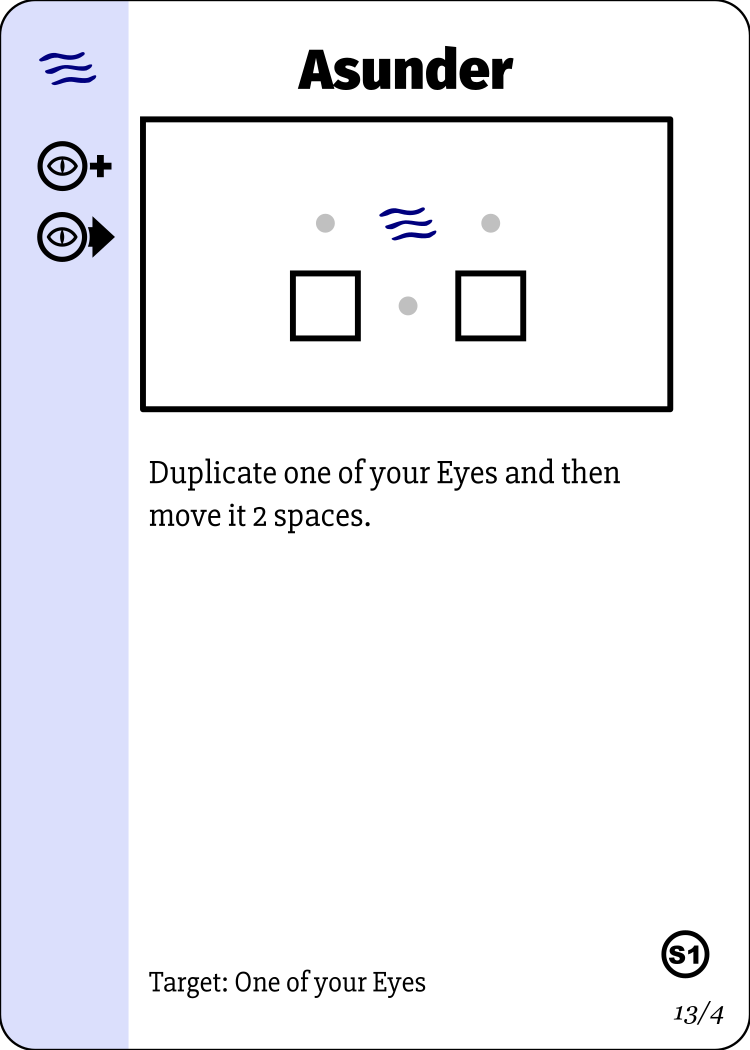 Asunder
Duplicate one of your Eyes and then
move it 2 spaces.
S1
Target: One of your Eyes
13/4